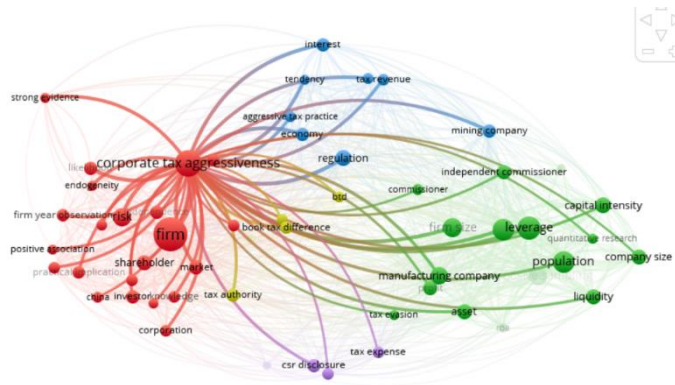 interest
tendency
tax revenue
strong evidence
aggressive tax practice
economy
mining company
regulation
corporate tax aggressiveness
independent commissioner
endogeneity
commissioner
btd
capital intensity
firm year observation
risk
book tax difference
firm size
leverage
firm
quantitative research
positive association
shareholder
market
population
company size
practical implication
manufacturing company
china
investor
knowledge
tax authority
liquidity
asset
tax evasion
corporation
tax expense
csr disclosure